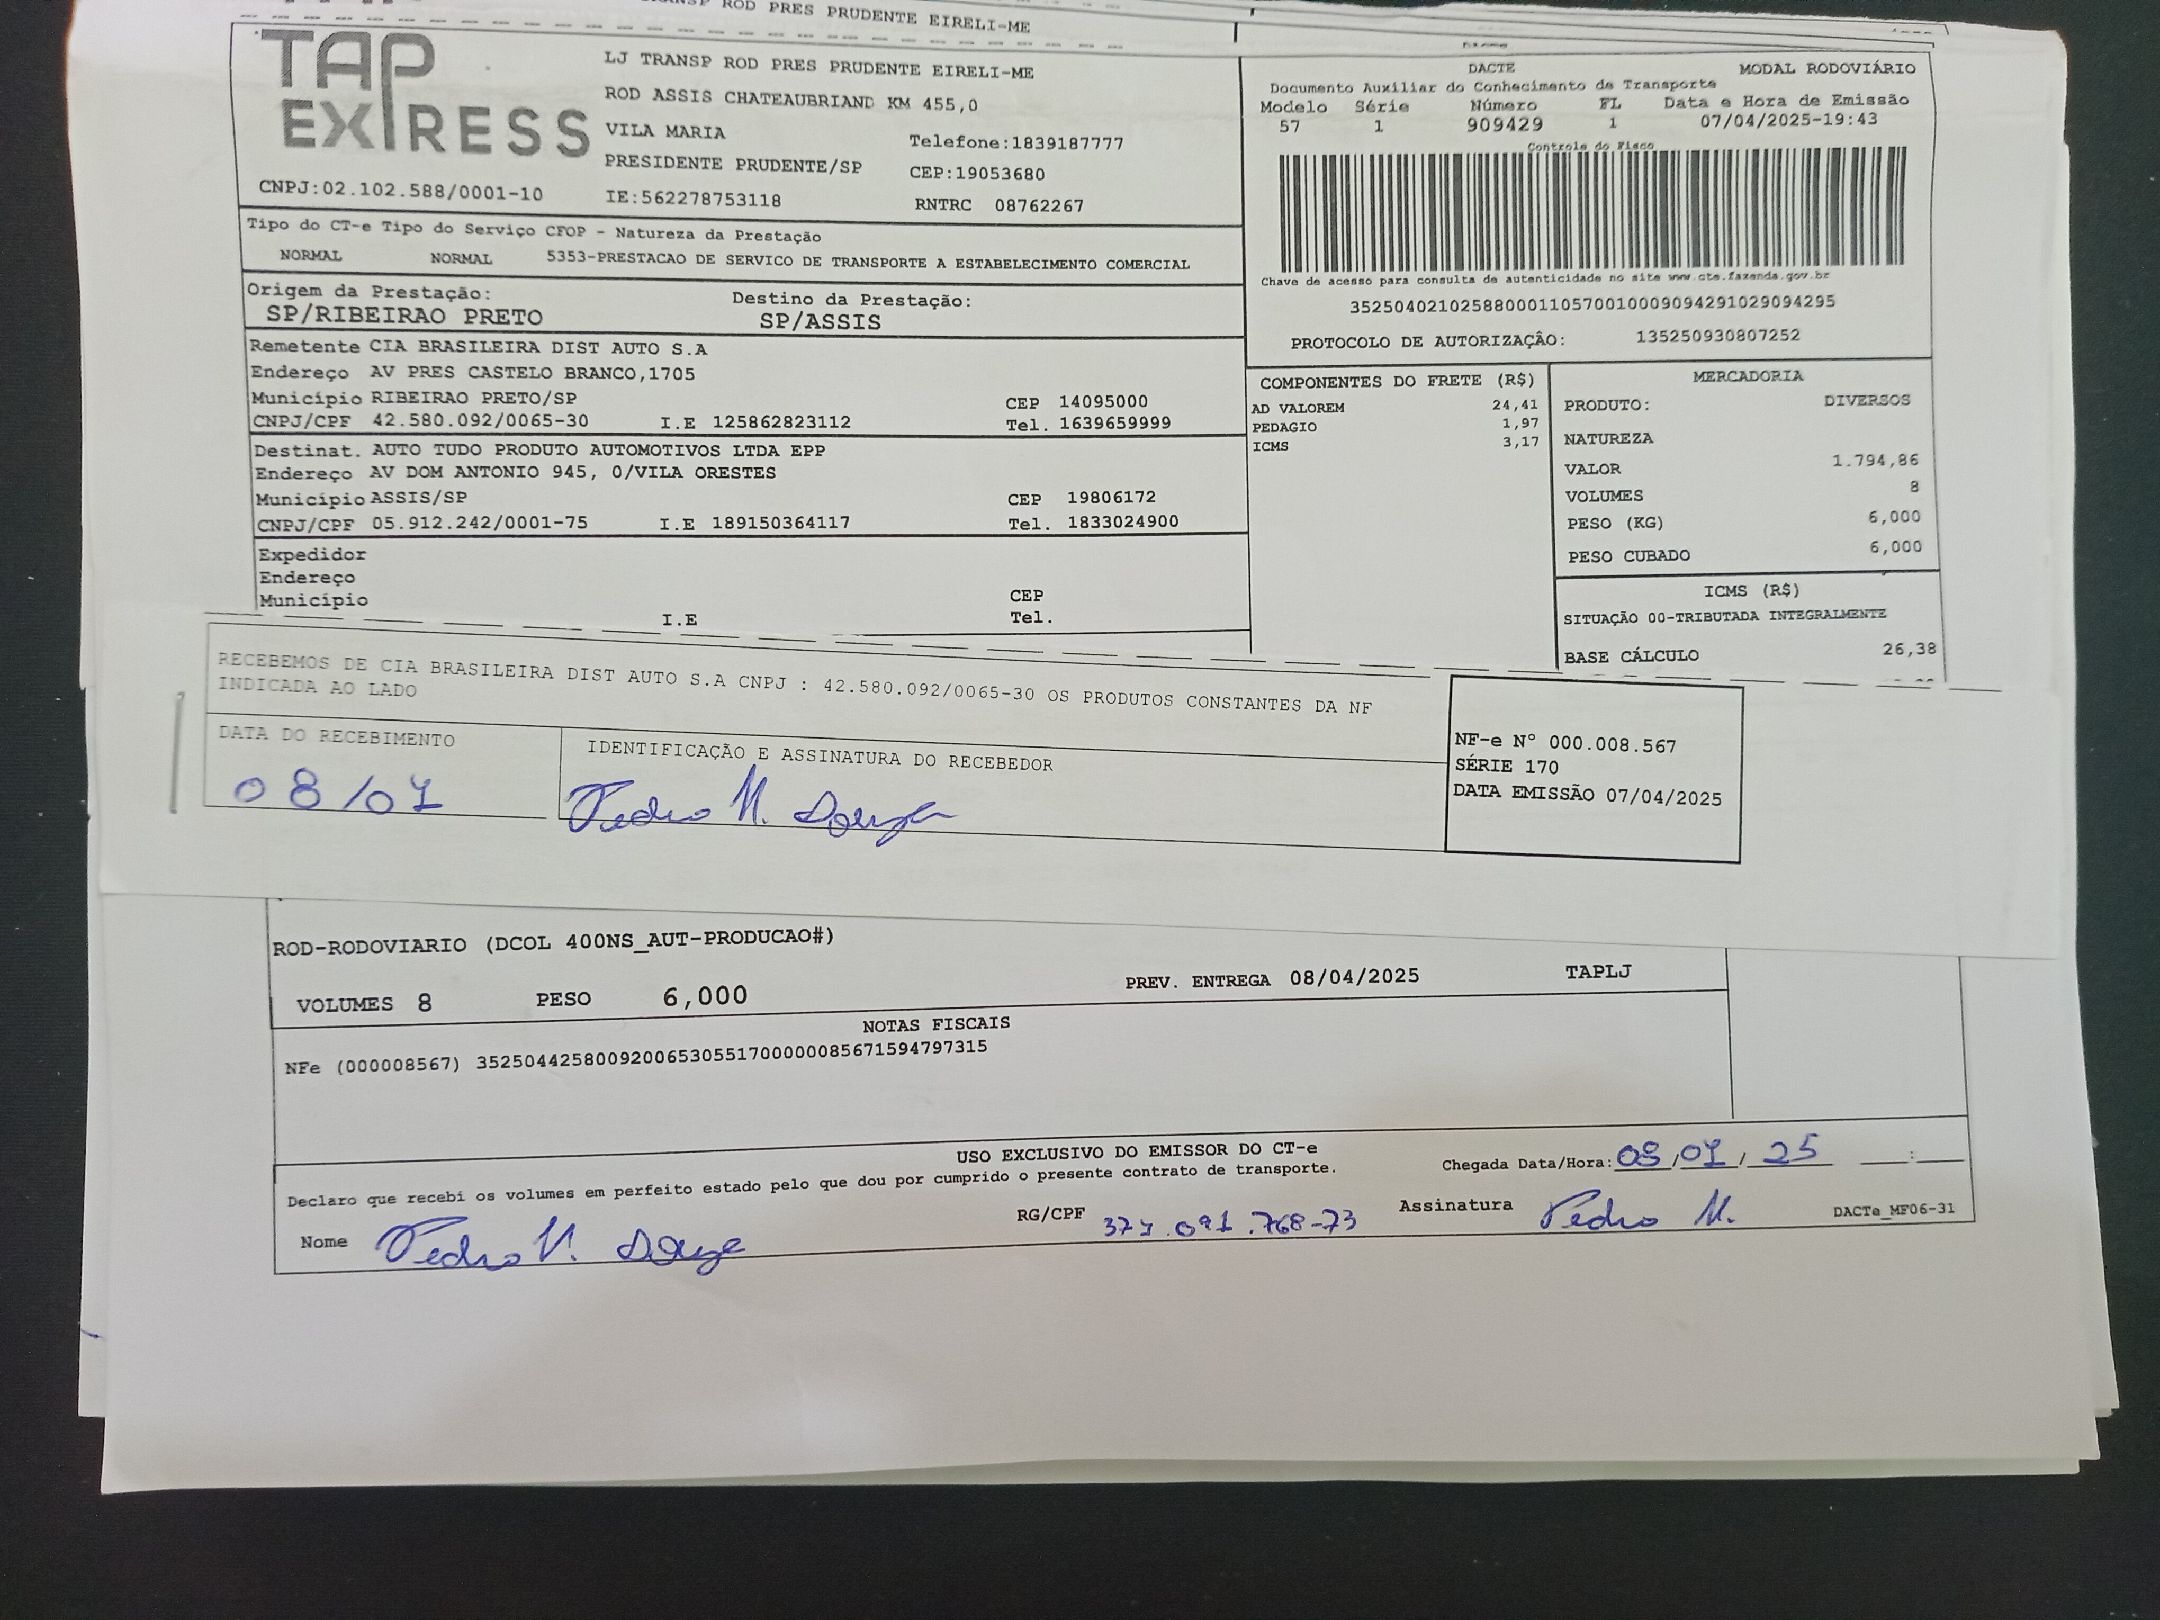 ROD PRES PRUDENTE EIRELI-ME
TAP EXPRESS
LJ TRANSP ROD PRES PRUDENTE EIRELI-ME
ROD ASSIS CHATEAUBRIAND KM 455,0
VILA MARIA Telefone:1839187777
PRESIDENTE PRUDENTE/SP CEP:19053680
CNPJ:02.102.588/0001-10 IE:562278753118 RNTRC 08762267
DACTE MODAL RODOVIÁRIO
Documento Auxiliar do Conhecimento de Transporte
Modelo Série Número FL Data e Hora de Emissão
57 1 909429 1 07/04/2025-19:43
Controle do Fisco
Chave de acesso para consulta de autenticidade no site www.cte.fazenda.gov.br
35250402102588000110570010009094291029094295
PROTOCOLO DE AUTORIZAÇÃO: 135250930807252
Tipo do CT-e Tipo do Serviço CFOP - Natureza da Prestação
NORMAL NORMAL 5353-PRESTACAO DE SERVICO DE TRANSPORTE A ESTABELECIMENTO COMERCIAL
Origem da Prestação: Destino da Prestação:
SP/RIBEIRAO PRETO SP/ASSIS
Remetente CIA BRASILEIRA DIST AUTO S.A
Endereço AV PRES CASTELO BRANCO,1705
Município RIBEIRAO PRETO/SP CEP 14095000
CNPJ/CPF 42.580.092/0065-30 I.E 125862823112 Tel. 1639659999
Destinat. AUTO TUDO PRODUTO AUTOMOTIVOS LTDA EPP
Endereço AV DOM ANTONIO 945, 0/VILA ORESTES
Município ASSIS/SP CEP 19806172
CNPJ/CPF 05.912.242/0001-75 I.E 189150364117 Tel. 1833024900
Expedidor
Endereço
Município CEP
I.E Tel.
COMPONENTES DO FRETE (R$)
AD VALOREM 24,41
PEDAGIO 1,97
ICMS 3,17
MERCADORIA
PRODUTO: DIVERSOS
NATUREZA
VALOR 1.794,86
VOLUMES 8
PESO (KG) 6,000
PESO CUBADO 6,000
ICMS (R$)
SITUAÇÃO 00-TRIBUTADA INTEGRALMENTE
BASE CÁLCULO 26,38
RECEBEMOS DE CIA BRASILEIRA DIST AUTO S.A CNPJ : 42.580.092/0065-30 OS PRODUTOS CONSTANTES DA NF
INDICADA AO LADO
DATA DO RECEBIMENTO IDENTIFICAÇÃO E ASSINATURA DO RECEBEDOR
08/04 Pedro H. Souza
NF-e N° 000.008.567
SÉRIE 170
DATA EMISSÃO 07/04/2025
ROD-RODOVIARIO (DCOL 400NS_AUT-PRODUCAO#)
VOLUMES 8 PESO 6,000 PREV. ENTREGA 08/04/2025 TAPLJ
NOTAS FISCAIS
NFe (000008567) 35250442580092006530551700000085671594797315
USO EXCLUSIVO DO EMISSOR DO CT-e
Declaro que recebi os volumes em perfeito estado pelo que dou por cumprido o presente contrato de transporte. Chegada Data/Hora: 08/04/25 __:__
Nome Pedro H. Souza RG/CPF .091.768-73 Assinatura Pedro H. DACTe_MF06-31